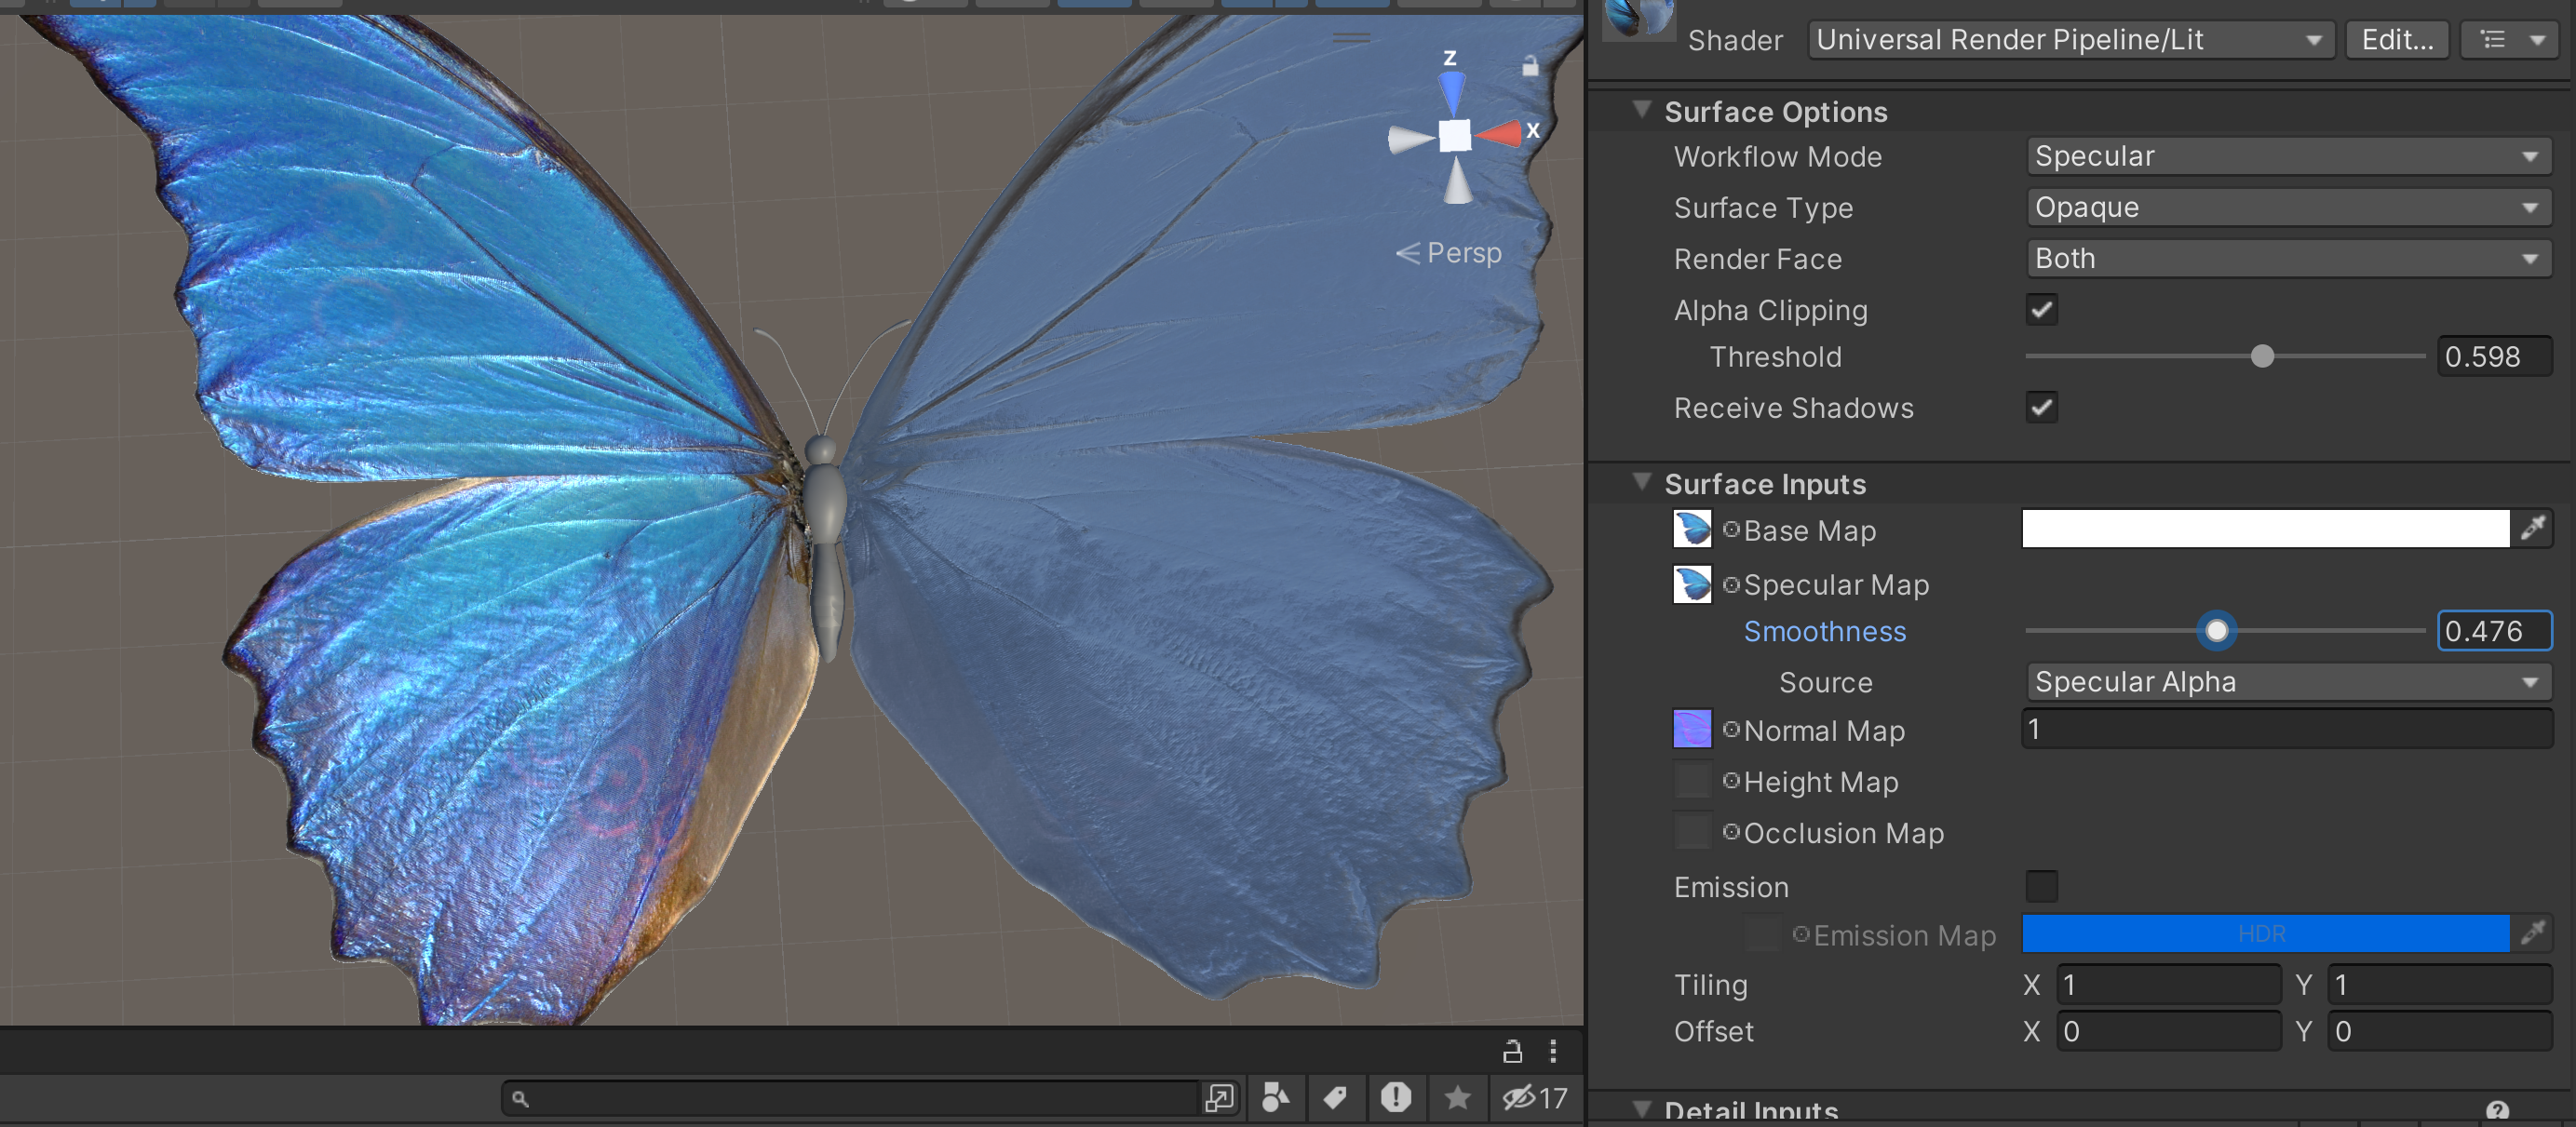 Shader Universal Render Pipeline/Lit Edit...
Z
X
Persp
Surface Options
Workflow Mode Specular
Surface Type Opaque
Render Face Both
Alpha Clipping
Threshold 0.598
Receive Shadows
Surface Inputs
Base Map
Specular Map
Smoothness 0.476
Source Specular Alpha
Normal Map 1
Height Map
Occlusion Map
Emission
Emission Map HDR
Tiling X 1 Y 1
Offset X 0 Y 0
17
Detail Inputs